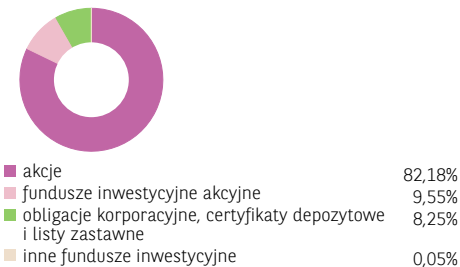 akcje 82,18%
fundusze inwestycyjne akcyjne 9,55%
obligacje korporacyjne, certyfikaty depozytowe 8,25%
i listy zastawne
inne fundusze inwestycyjne 0,05%